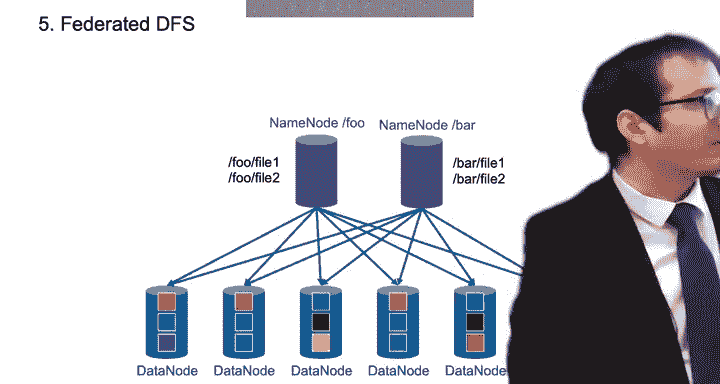 5. Federated DFS
NameNode /foo
NameNode /bar
/foo/file1
/foo/file2
/bar/file1
/bar/file2
DataNode
DataNode
DataNode
DataNode
DataNode